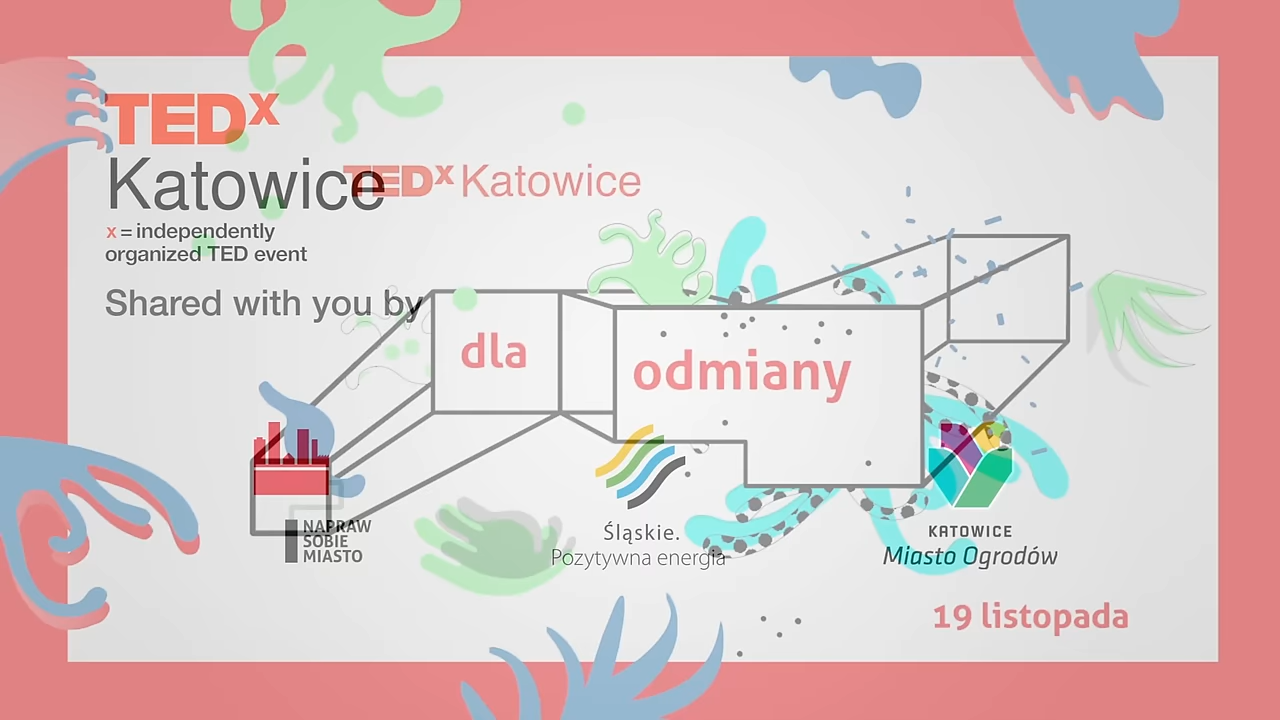 TEDx
Katowice
x = independently
organized TED event
TEDx Katowice
Shared with you by
dla
odmiany
NAPRAW
SOBIE
MIASTO
Śląskie.
Pozytywna energia
KATOWICE
Miasto Ogrodów
19 listopada